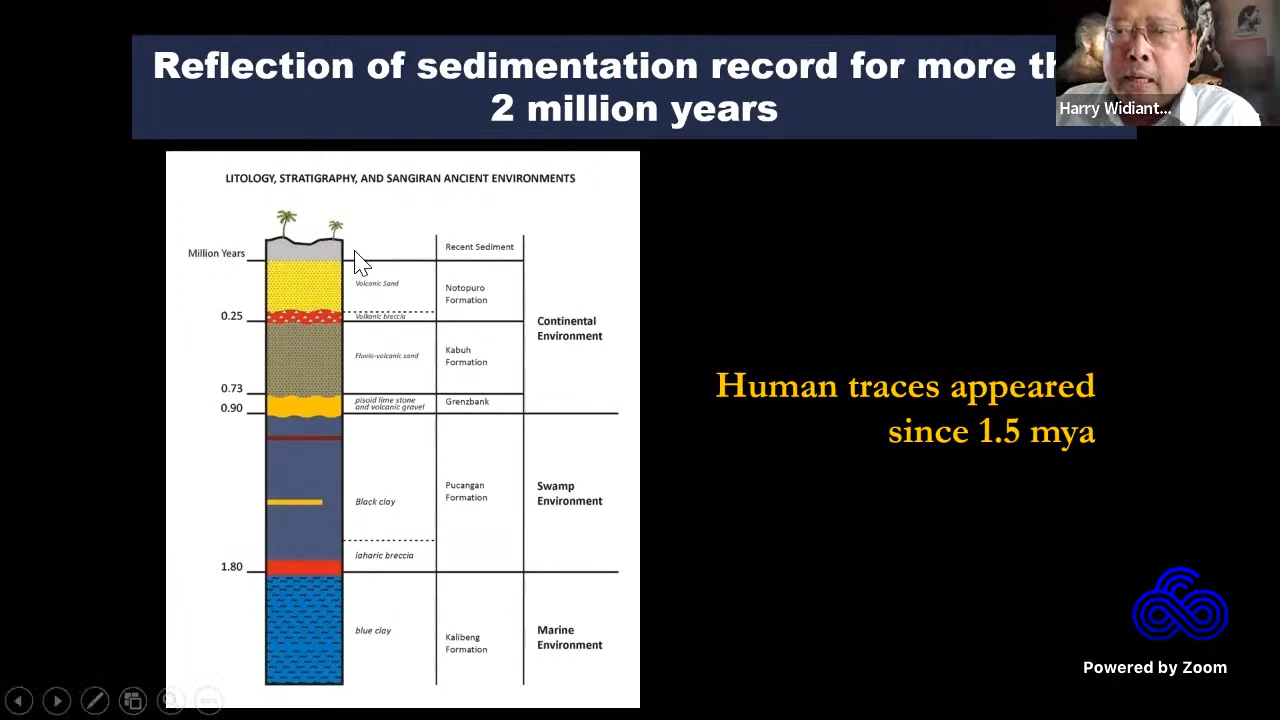 Reflection of sedimentation record for more th
2 million years
Harry Widiant...
LITOLOGY, STRATIGRAPHY, AND SANGIRAN ANCIENT ENVIRONMENTS
Million Years
Recent Sediment
Volcanic Sand
Notopuro
Formation
0.25
Volkanic breccia
Continental
Environment
Fluvio-volcanic sand
Kabuh
Formation
0.73
0.90
pisoid lime stone
and volcanic gravel
Grenzbank
Black clay
Pucangan
Formation
Swamp
Environment
laharic breccia
1.80
blue clay
Kalibeng
Formation
Marine
Environment
Human traces appeared
since 1.5 mya
Powered by Zoom